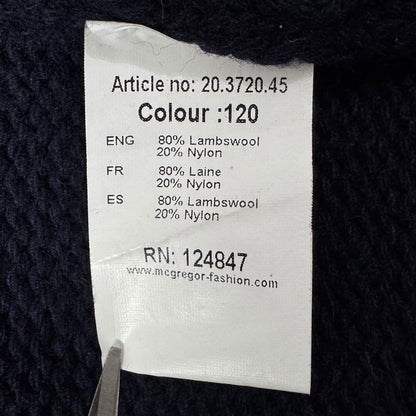 Article no: 20.3720.45
Colour :120
ENG 80% Lambswool
20% Nylon
FR 80% Laine
20% Nylon
ES 80% Lambswool
20% Nylon
RN: 124847
www.mcgregor-fashion.com